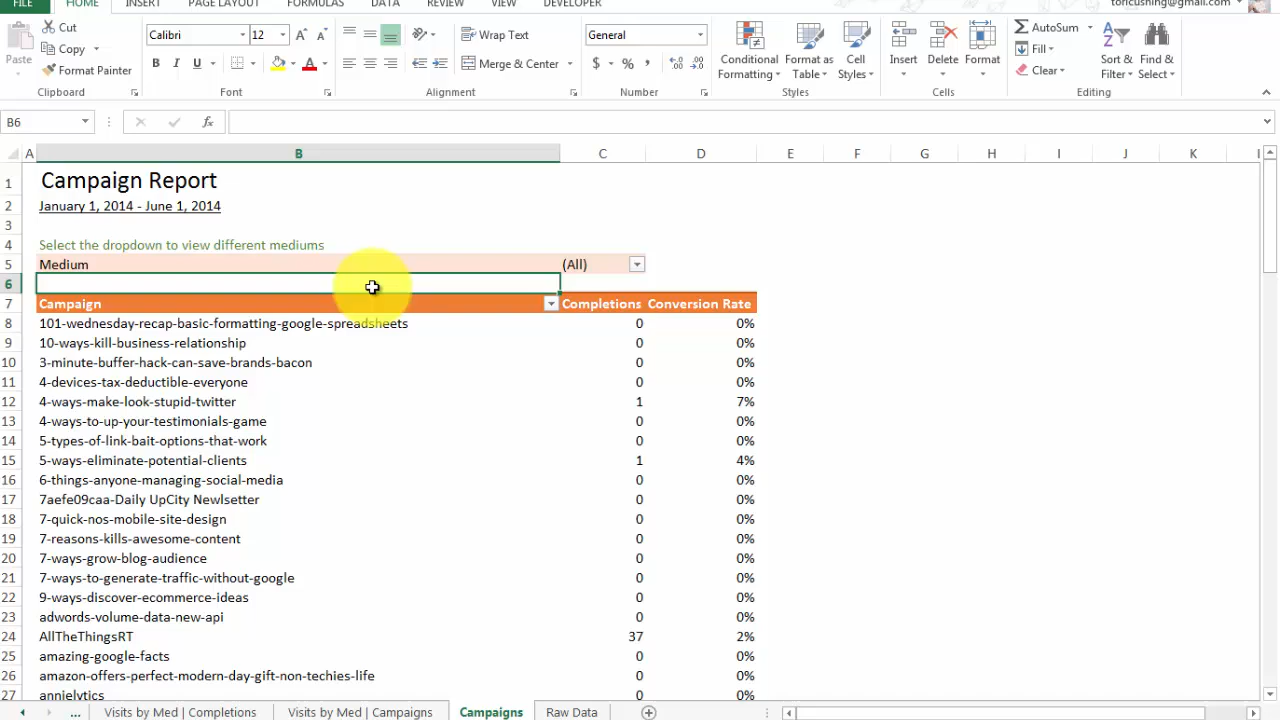 FILE HOME INSERT PAGE LAYOUT FORMULAS DATA REVIEW VIEW DEVELOPER toricushing@gmail.com
Paste Cut Copy Format Painter Clipboard
Calibri 12 A A B I U A Font
Wrap Text Merge & Center Alignment
General $ % , Number
Conditional Formatting Format as Table Cell Styles Styles
Insert Delete Format Cells
AutoSum Fill Clear Sort & Filter Find & Select Editing
B6 fx
A B C D E F G H I J K
1 Campaign Report
2 January 1, 2014 - June 1, 2014
3
4 Select the dropdown to view different mediums
5 Medium (All)
6
7 Campaign Completions Conversion Rate
8 101-wednesday-recap-basic-formatting-google-spreadsheets 0 0%
9 10-ways-kill-business-relationship 0 0%
10 3-minute-buffer-hack-can-save-brands-bacon 0 0%
11 4-devices-tax-deductible-everyone 0 0%
12 4-ways-make-look-stupid-twitter 1 7%
13 4-ways-to-up-your-testimonials-game 0 0%
14 5-types-of-link-bait-options-that-work 0 0%
15 5-ways-eliminate-potential-clients 1 4%
16 6-things-anyone-managing-social-media 0 0%
17 7aefe09caa-Daily UpCity Newlsetter 0 0%
18 7-quick-nos-mobile-site-design 0 0%
19 7-reasons-kills-awesome-content 0 0%
20 7-ways-grow-blog-audience 0 0%
21 7-ways-to-generate-traffic-without-google 0 0%
22 9-ways-discover-ecommerce-ideas 0 0%
23 adwords-volume-data-new-api 0 0%
24 AllTheThingsRT 37 2%
25 amazing-google-facts 0 0%
26 amazon-offers-perfect-modern-day-gift-non-techies-life 0 0%
27 annielytics 0 0%
... Visits by Med | Completions Visits by Med | Campaigns Campaigns Raw Data